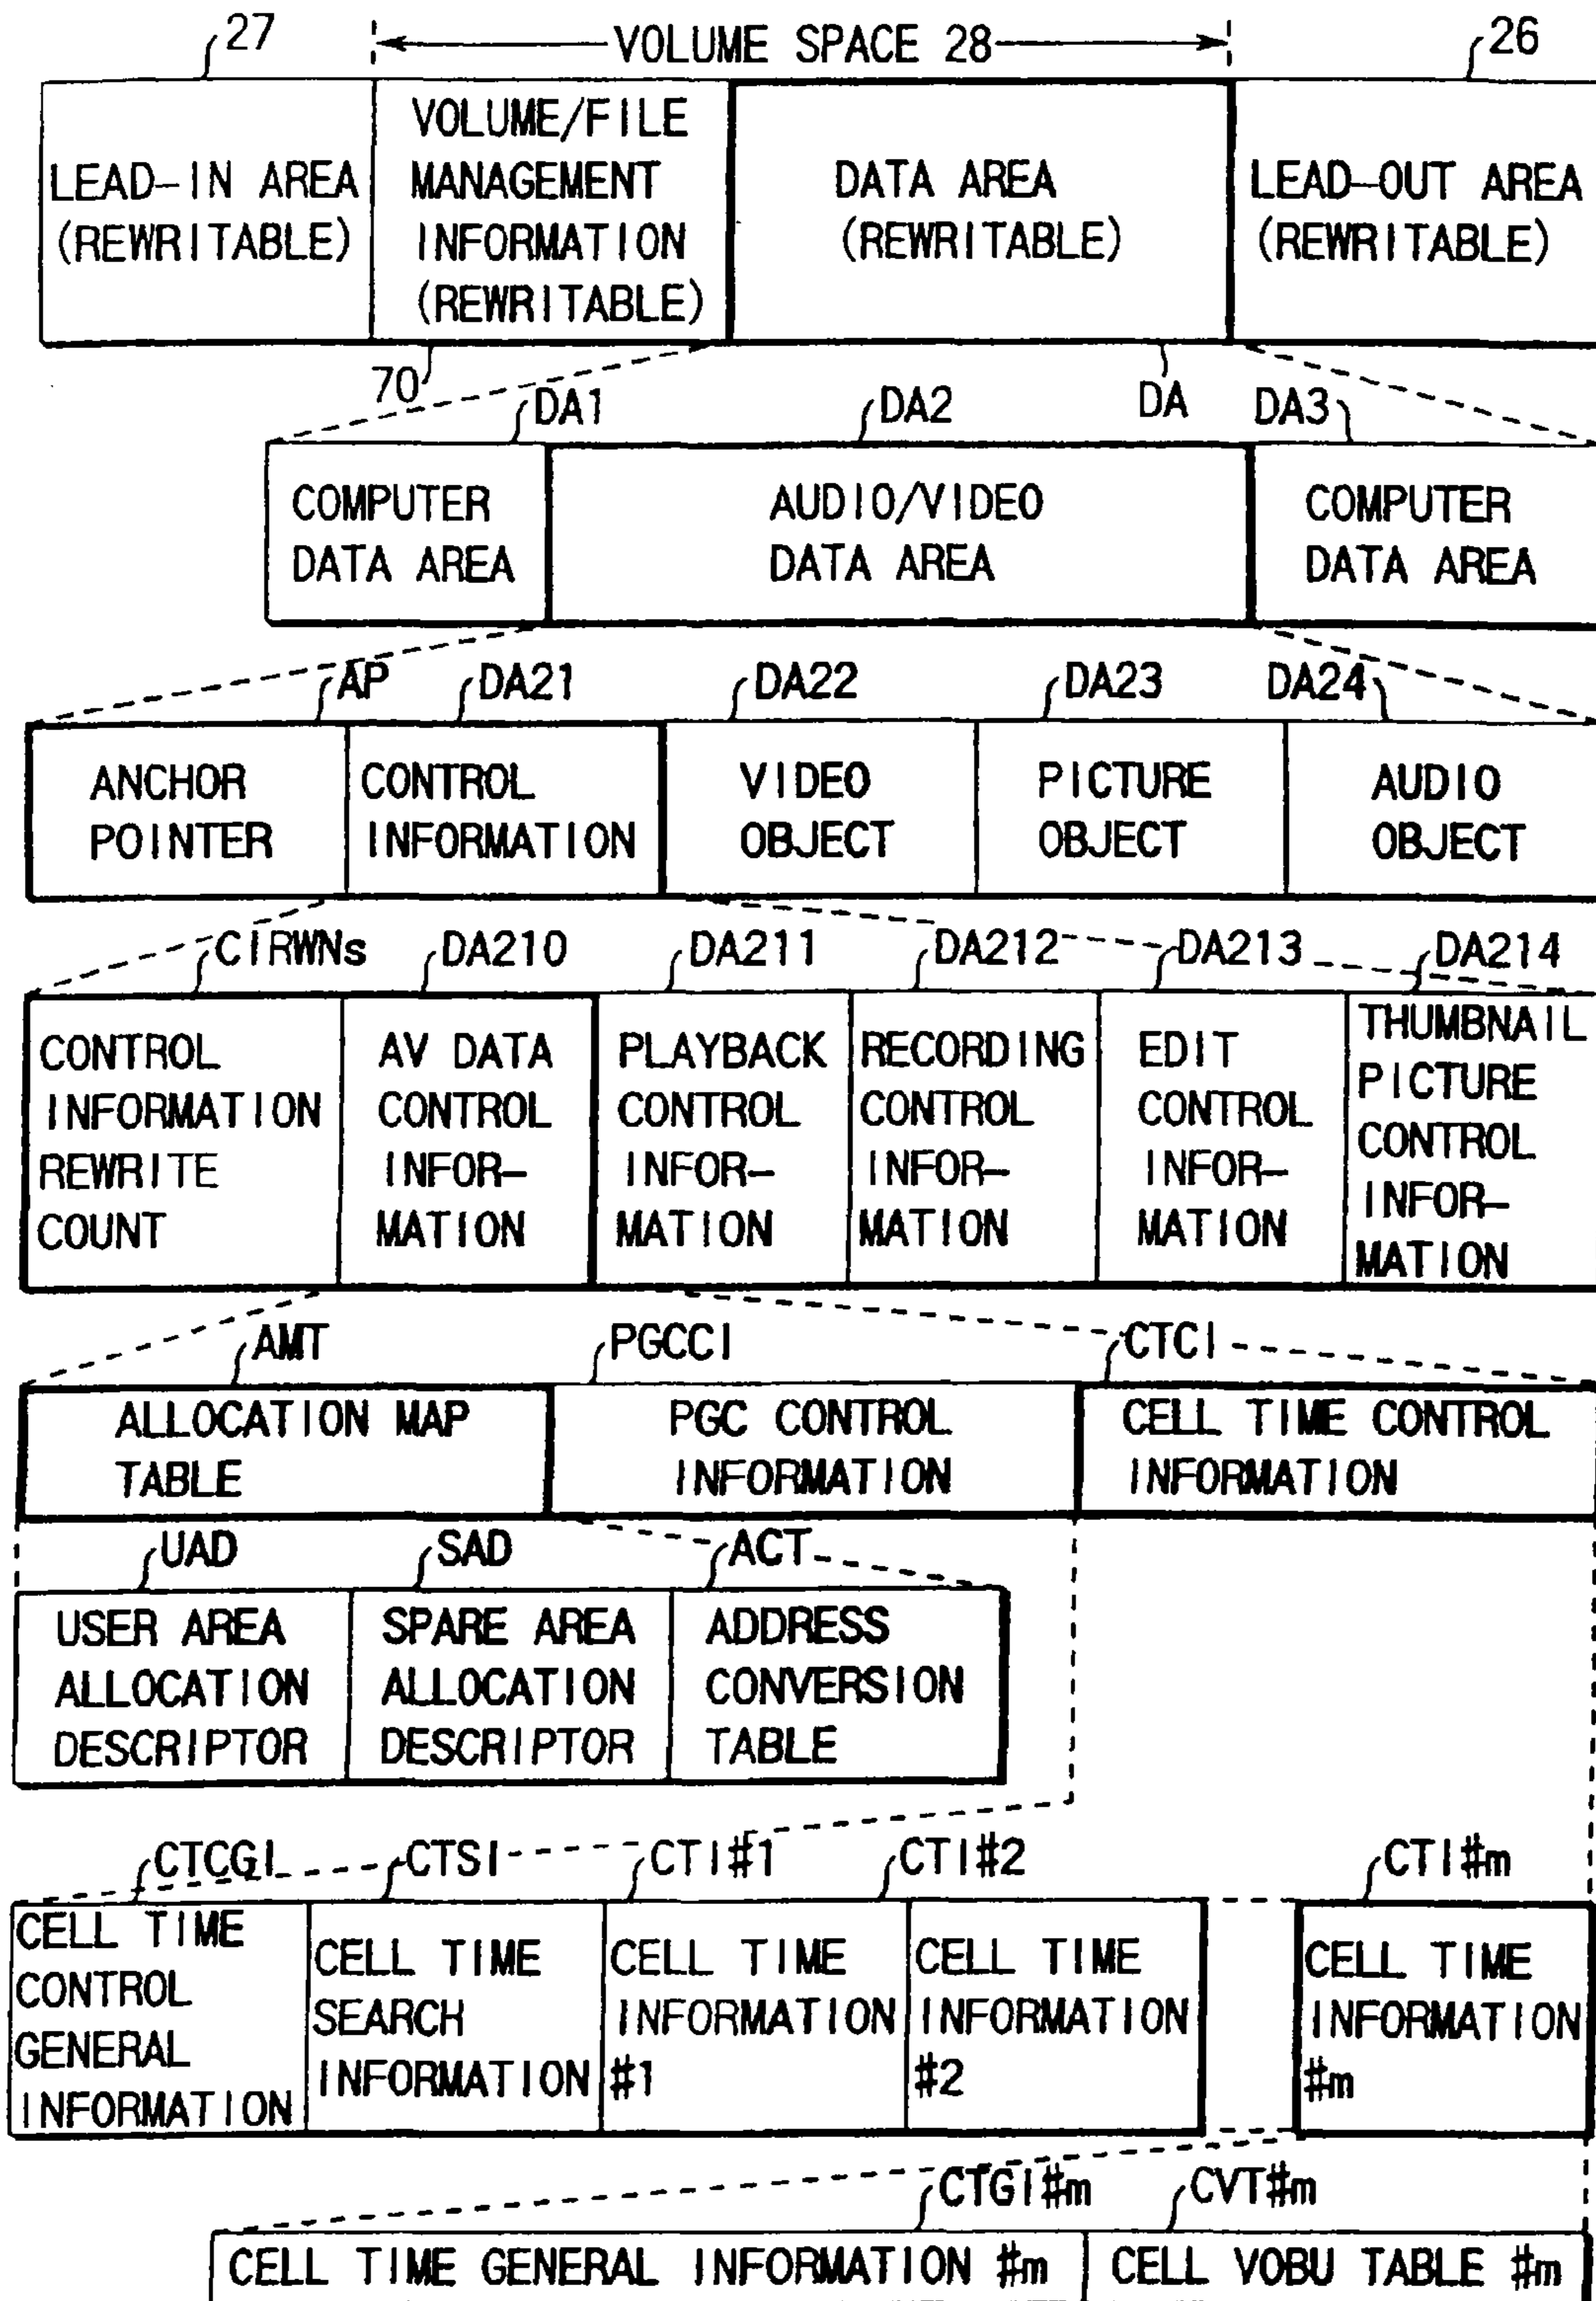 27
VOLUME SPACE 28
26
LEAD-IN AREA
(REWRITABLE)
VOLUME/FILE
MANAGEMENT
INFORMATION
(REWRITABLE)
DATA AREA
(REWRITABLE)
LEAD-OUT AREA
(REWRITABLE)
70
DA1
DA2
DA
DA3
COMPUTER
DATA AREA
AUDIO/VIDEO
DATA AREA
COMPUTER
DATA AREA
AP
DA21
DA22
DA23
DA24
ANCHOR
POINTER
CONTROL
INFORMATION
VIDEO
OBJECT
PICTURE
OBJECT
AUDIO
OBJECT
CIRWNs
DA210
DA211
DA212
DA213
DA214
CONTROL
INFORMATION
REWRITE
COUNT
AV DATA
CONTROL
INFOR-
MATION
PLAYBACK
CONTROL
INFOR-
MATION
RECORDING
CONTROL
INFOR-
MATION
EDIT
CONTROL
INFOR-
MATION
THUMBNAIL
PICTURE
CONTROL
INFOR-
MATION
AMT
PGCCI
CTCI
ALLOCATION MAP
TABLE
PGC CONTROL
INFORMATION
CELL TIME CONTROL
INFORMATION
UAD
SAD
ACT
USER AREA
ALLOCATION
DESCRIPTOR
SPARE AREA
ALLOCATION
DESCRIPTOR
ADDRESS
CONVERSION
TABLE
CTCGI
CTSI
CTI#1
CTI#2
CTI#m
CELL TIME
CONTROL
GENERAL
INFORMATION
CELL TIME
SEARCH
INFORMATION
CELL TIME
INFORMATION
#1
CELL TIME
INFORMATION
#2
CELL TIME
INFORMATION
#m
CTGI#m
CVT#m
CELL TIME GENERAL INFORMATION #m
CELL VOBU TABLE #m